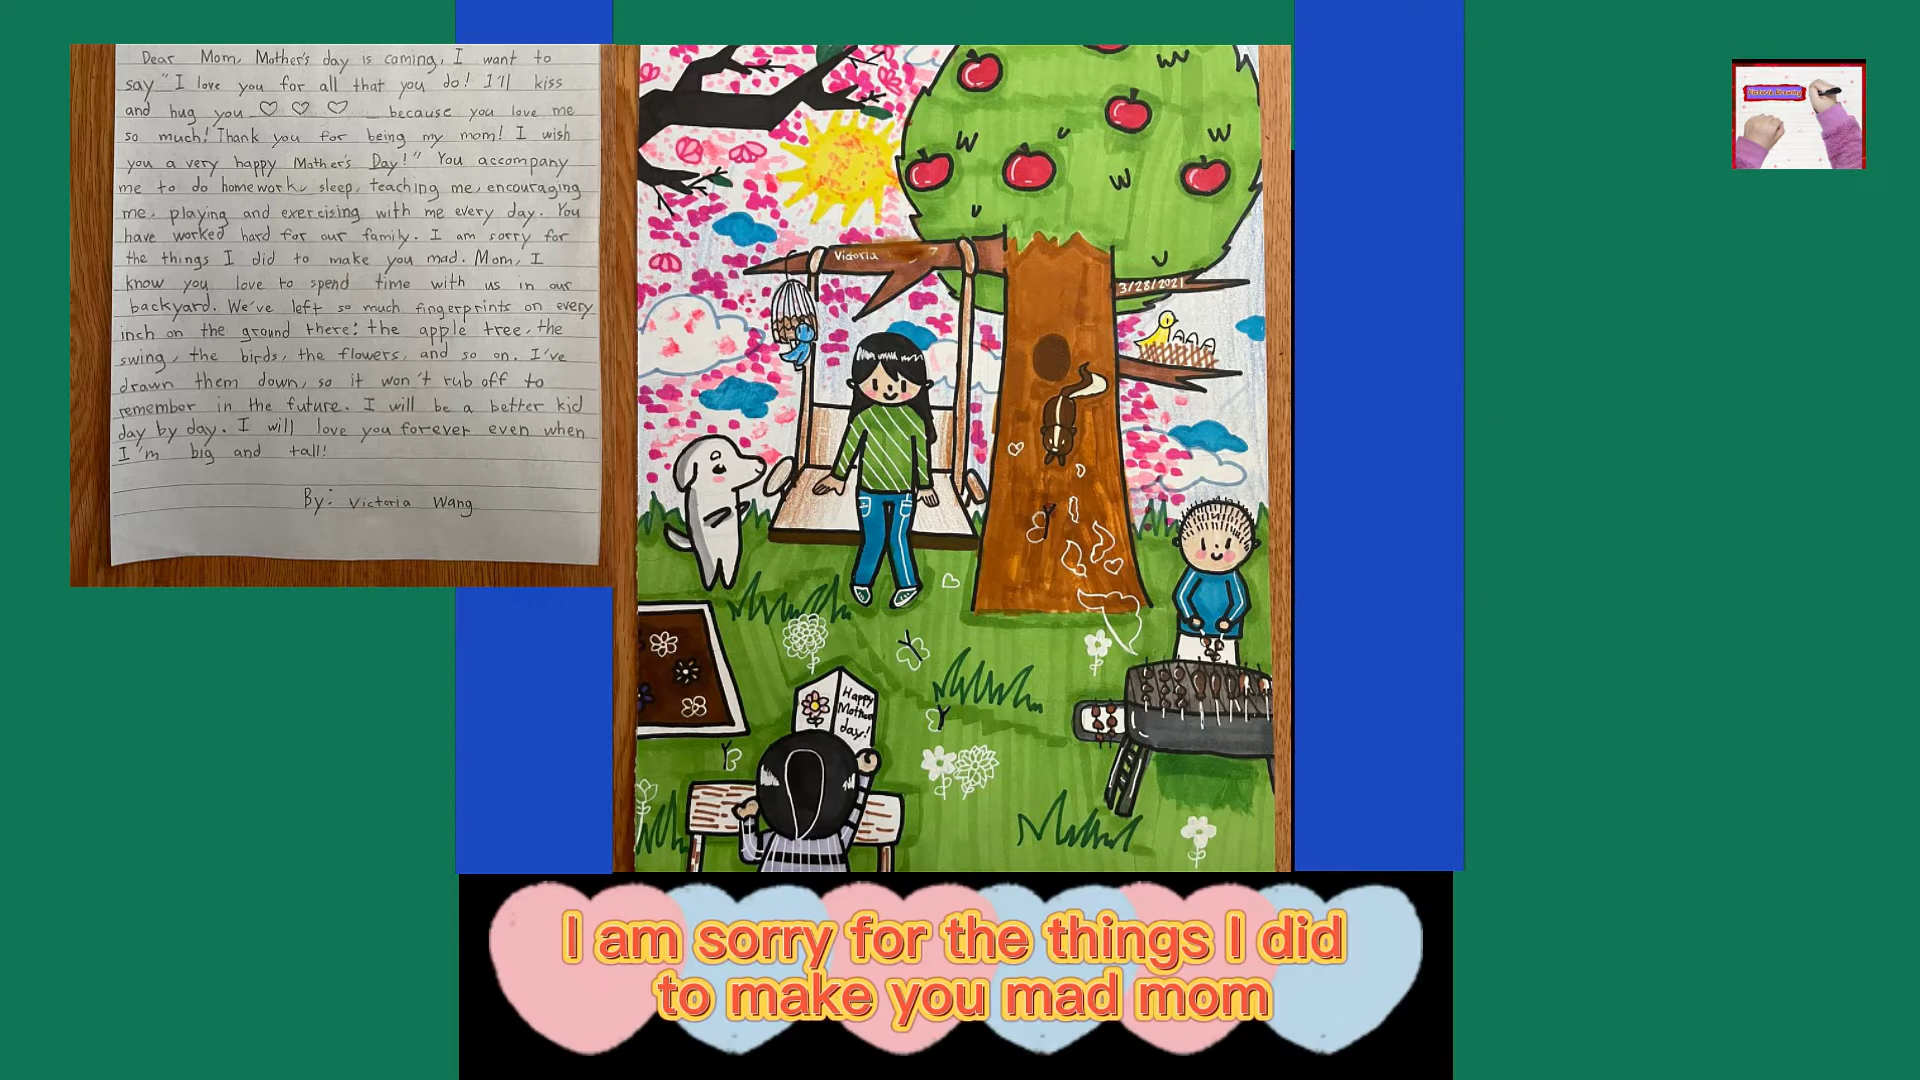 Dear Mom, Mother's day is coming, I want to
say "I love you for all that you do! I'll kiss
and hug you ♡ ♡ ♡ because you love me
so much! Thank you for being my mom! I wish
you a very happy Mother's Day!" You accompany
me to do homework, sleep, teaching me, encouraging
me, playing and exercising with me every day. You
have worked hard for our family. I am sorry for
the things I did to make you mad. Mom, I
know you love to spend time with us in our
backyard. We've left so much fingerprints on every
inch on the ground there: the apple tree, the
swing, the birds, the flowers, and so on. I've
drawn them down, so it won't rub off to
remember in the future. I will be a better kid
day by day. I will love you forever even when
I'm big and tall!
By: Victoria Wang
Victoria
3/28/2021
Happy
Mother
day!
Victoria Drawing
I am sorry for the things I did
to make you mad mom